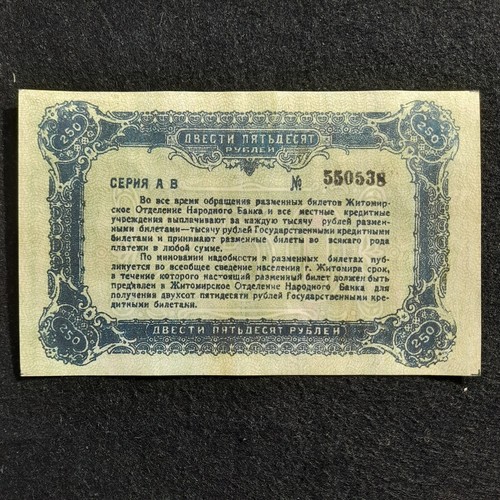 250 250
ДВЕСТИ ПЯТЬДЕСЯТ
РУБЛЕЙ
СЕРИЯ А В № 550538
Во все время обращения разменных билетов Житомир-
ское Отделение Народного Банка и все местные кредитные
учреждения выплачивают за каждую тысячу рублей размен-
ными билетами—тысячу рублей Государственными кредитными
билетами и принимают разменные билеты во всякого рода
платежи в любой сумме.
По миновании надобности в разменных билетах пуб-
ликуется во всеобщее сведение населения г. Житомира срок,
в течение которого настоящий разменный билет должен быть
предъявлен в Житомирское Отделение Народного Банка для
получения двухсот пятидесяти рублей Государственными кре-
дитными билетами.
250 250
ДВЕСТИ ПЯТЬДЕСЯТ РУБЛЕЙ